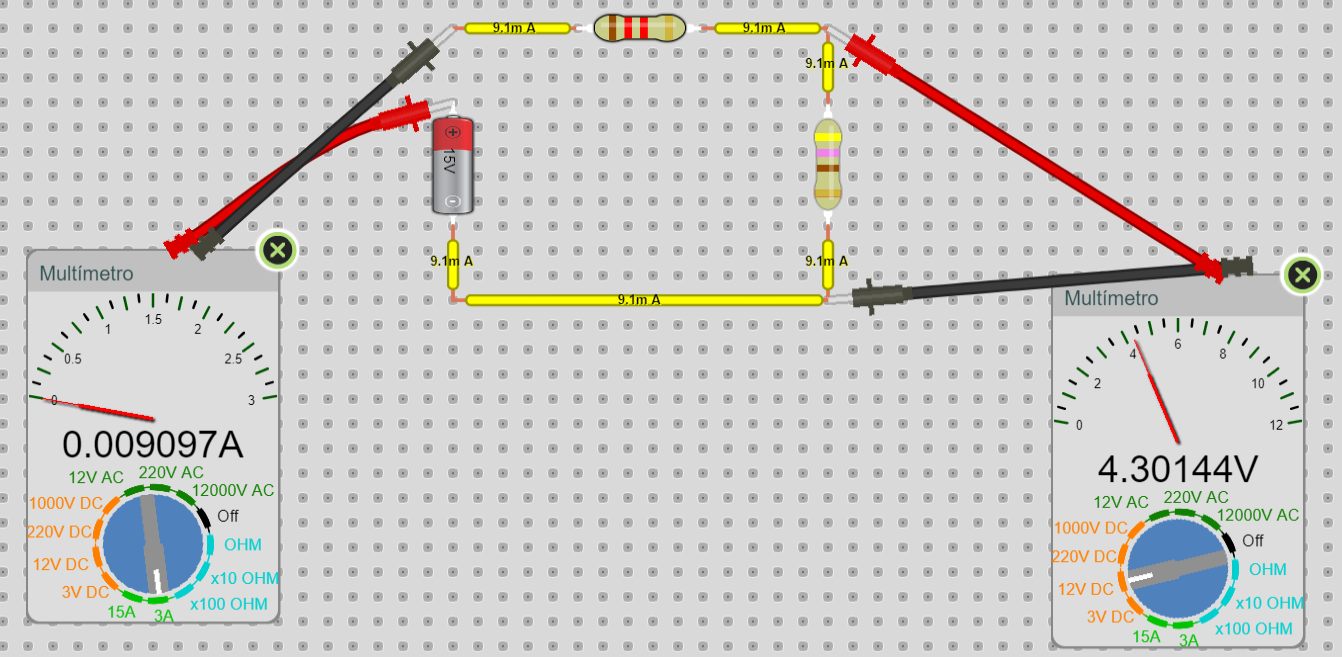 9.1m A
9.1m A
9.1m A
15V
9.1m A
9.1m A
9.1m A
Multímetro
0
0.5
1
1.5
2
2.5
3
0.009097A
12V AC
220V AC
12000V AC
1000V DC
Off
220V DC
OHM
12V DC
x10 OHM
3V DC
x100 OHM
15A
3A
Multímetro
0
2
4
6
8
10
12
4.30144V
12V AC
220V AC
12000V AC
1000V DC
Off
220V DC
OHM
12V DC
x10 OHM
3V DC
x100 OHM
15A
3A